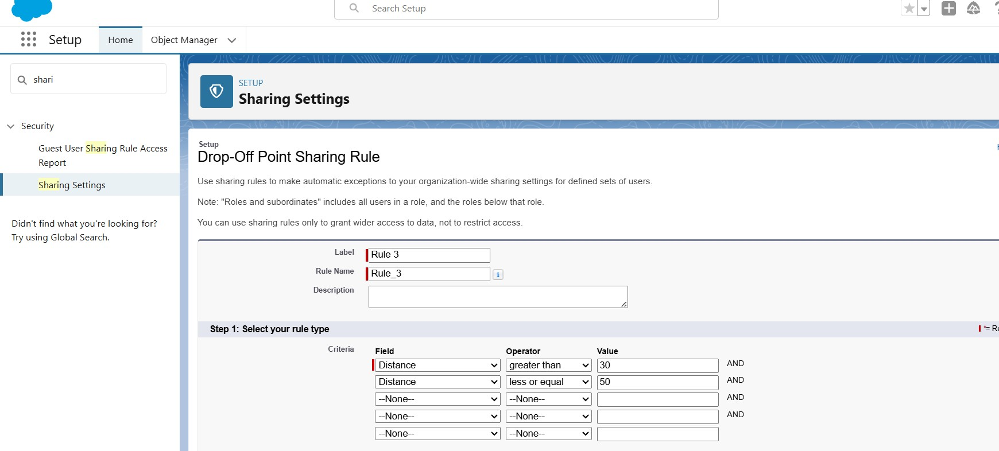 Search Setup
Setup
Home
Object Manager
shari
Security
Guest User Sharing Rule Access
Report
Sharing Settings
Didn't find what you're looking for?
Try using Global Search.
SETUP
Sharing Settings
Setup
Drop-Off Point Sharing Rule
Use sharing rules to make automatic exceptions to your organization-wide sharing settings for defined sets of users.
Note: "Roles and subordinates" includes all users in a role, and the roles below that role.
You can use sharing rules only to grant wider access to data, not to restrict access.
Label Rule 3
Rule Name Rule_3 i
Description
Step 1: Select your rule type
*= Re
Criteria
Field Operator Value
Distance greater than 30 AND
Distance less or equal 50 AND
--None-- --None-- AND
--None-- --None-- AND
--None-- --None--